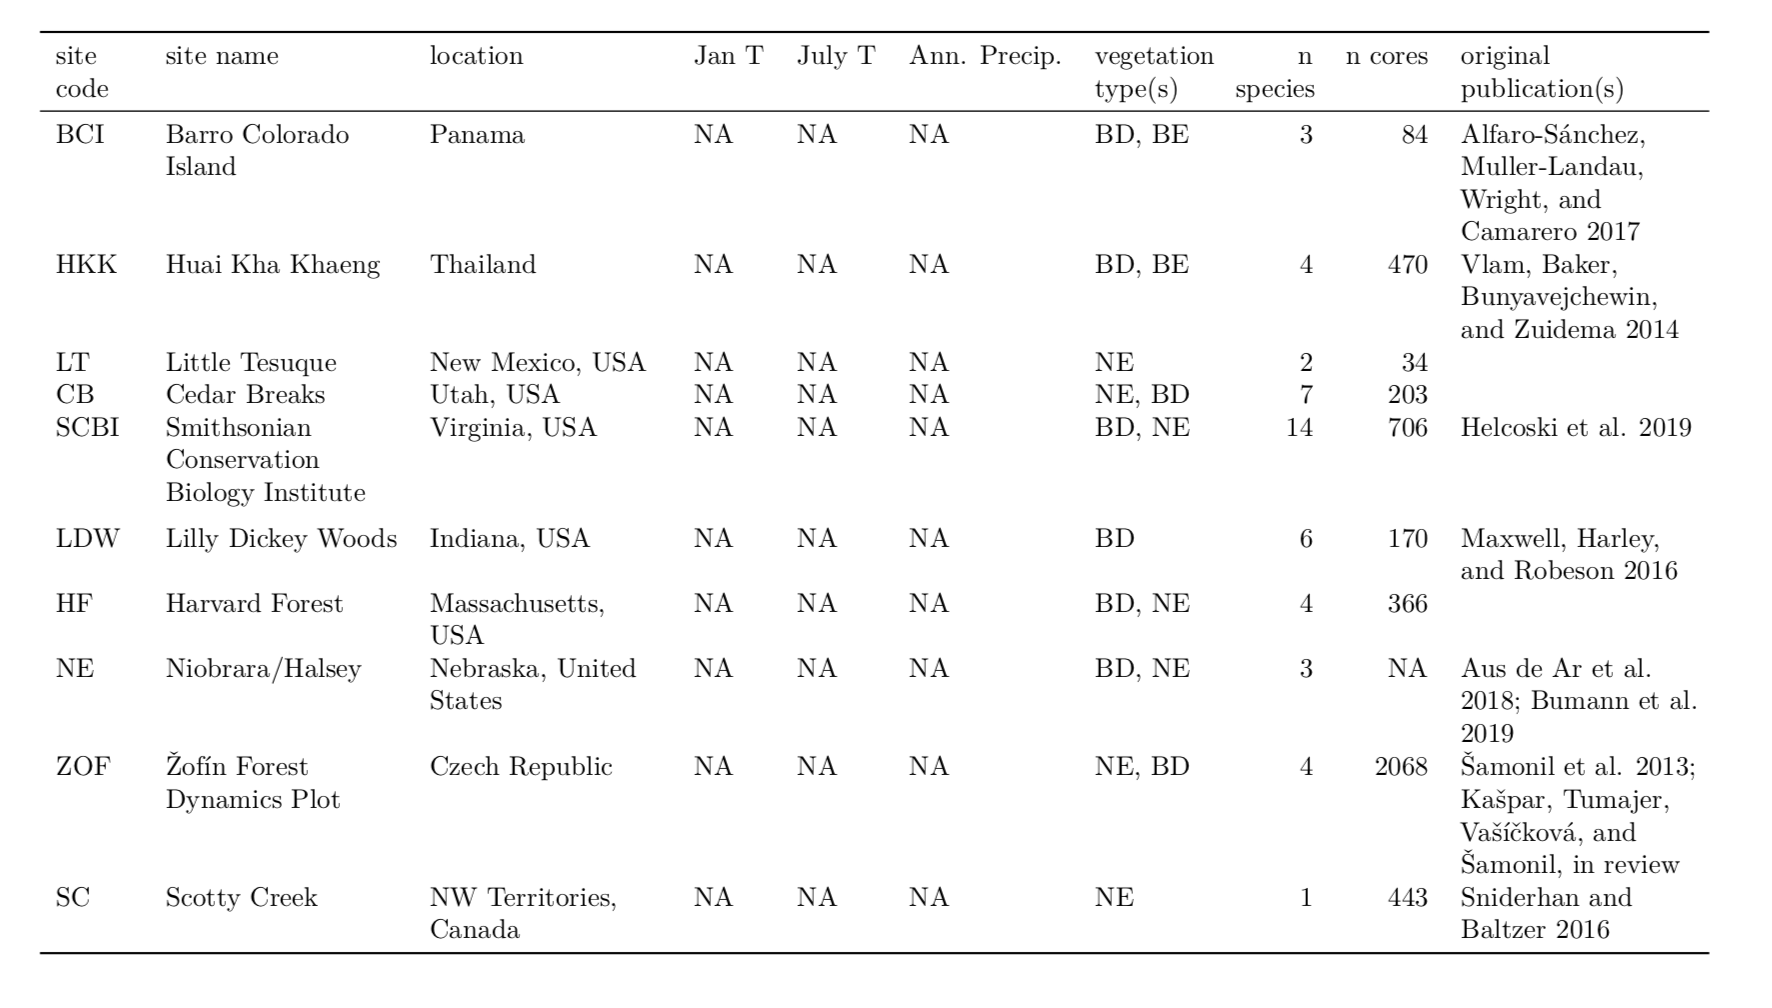 site site name location Jan T July T Ann. Precip. vegetation n n cores original
code type(s) species publication(s)
BCI Barro Colorado Panama NA NA NA BD, BE 3 84 Alfaro-Sánchez,
Island Muller-Landau,
Wright, and
Camarero 2017
HKK Huai Kha Khaeng Thailand NA NA NA BD, BE 4 470 Vlam, Baker,
Bunyavejchewin,
and Zuidema 2014
LT Little Tesuque New Mexico, USA NA NA NA NE 2 34
CB Cedar Breaks Utah, USA NA NA NA NE, BD 7 203
SCBI Smithsonian Virginia, USA NA NA NA BD, NE 14 706 Helcoski et al. 2019
Conservation
Biology Institute
LDW Lilly Dickey Woods Indiana, USA NA NA NA BD 6 170 Maxwell, Harley,
and Robeson 2016
HF Harvard Forest Massachusetts, NA NA NA BD, NE 4 366
USA
NE Niobrara/Halsey Nebraska, United NA NA NA BD, NE 3 NA Aus de Ar et al.
States 2018; Bumann et al.
2019
ZOF Žofín Forest Czech Republic NA NA NA NE, BD 4 2068 Šamonil et al. 2013;
Dynamics Plot Kašpar, Tumajer,
Vašíčková, and
Šamonil, in review
SC Scotty Creek NW Territories, NA NA NA NE 1 443 Sniderhan and
Canada Baltzer 2016